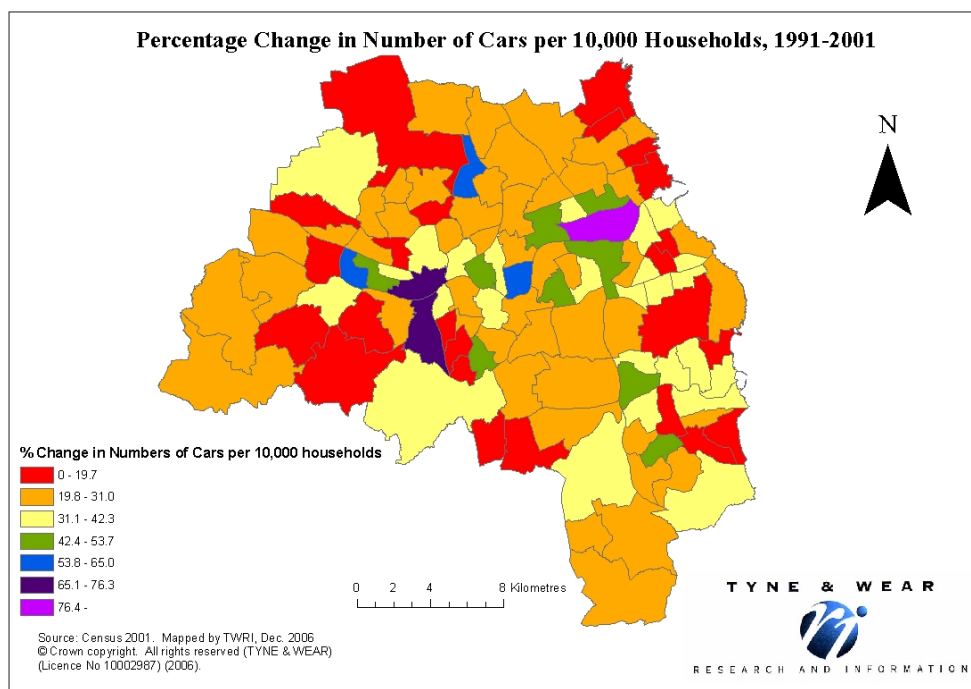 Percentage Change in Number of Cars per 10,000 Households, 1991-2001
N
% Change in Numbers of Cars per 10,000 households
0 - 19.7
19.8 - 31.0
31.1 - 42.3
42.4 - 53.7
53.8 - 65.0
65.1 - 76.3
76.4 -
0 2 4 8 Kilometres
Source: Census 2001. Mapped by TWRI, Dec. 2006
© Crown copyright. All rights reserved (TYNE & WEAR)
(Licence No 10002987) (2006).
TYNE & WEAR
ri
RESEARCH AND INFORMATION